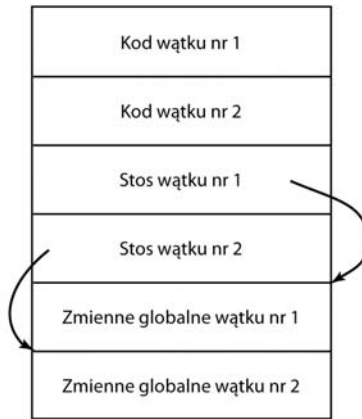 Kod wątku nr 1
Kod wątku nr 2
Stos wątku nr 1
Stos wątku nr 2
Zmienne globalne wątku nr 1
Zmienne globalne wątku nr 2